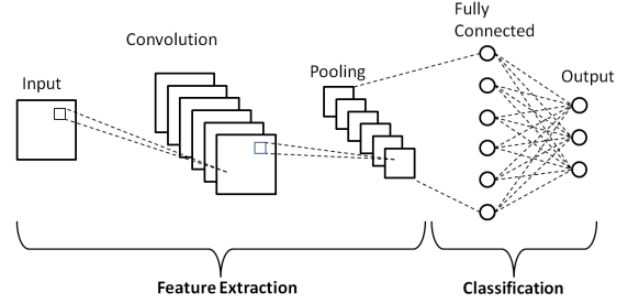 Fully
Connected
Convolution
Pooling
Input
Output
Feature Extraction
Classification